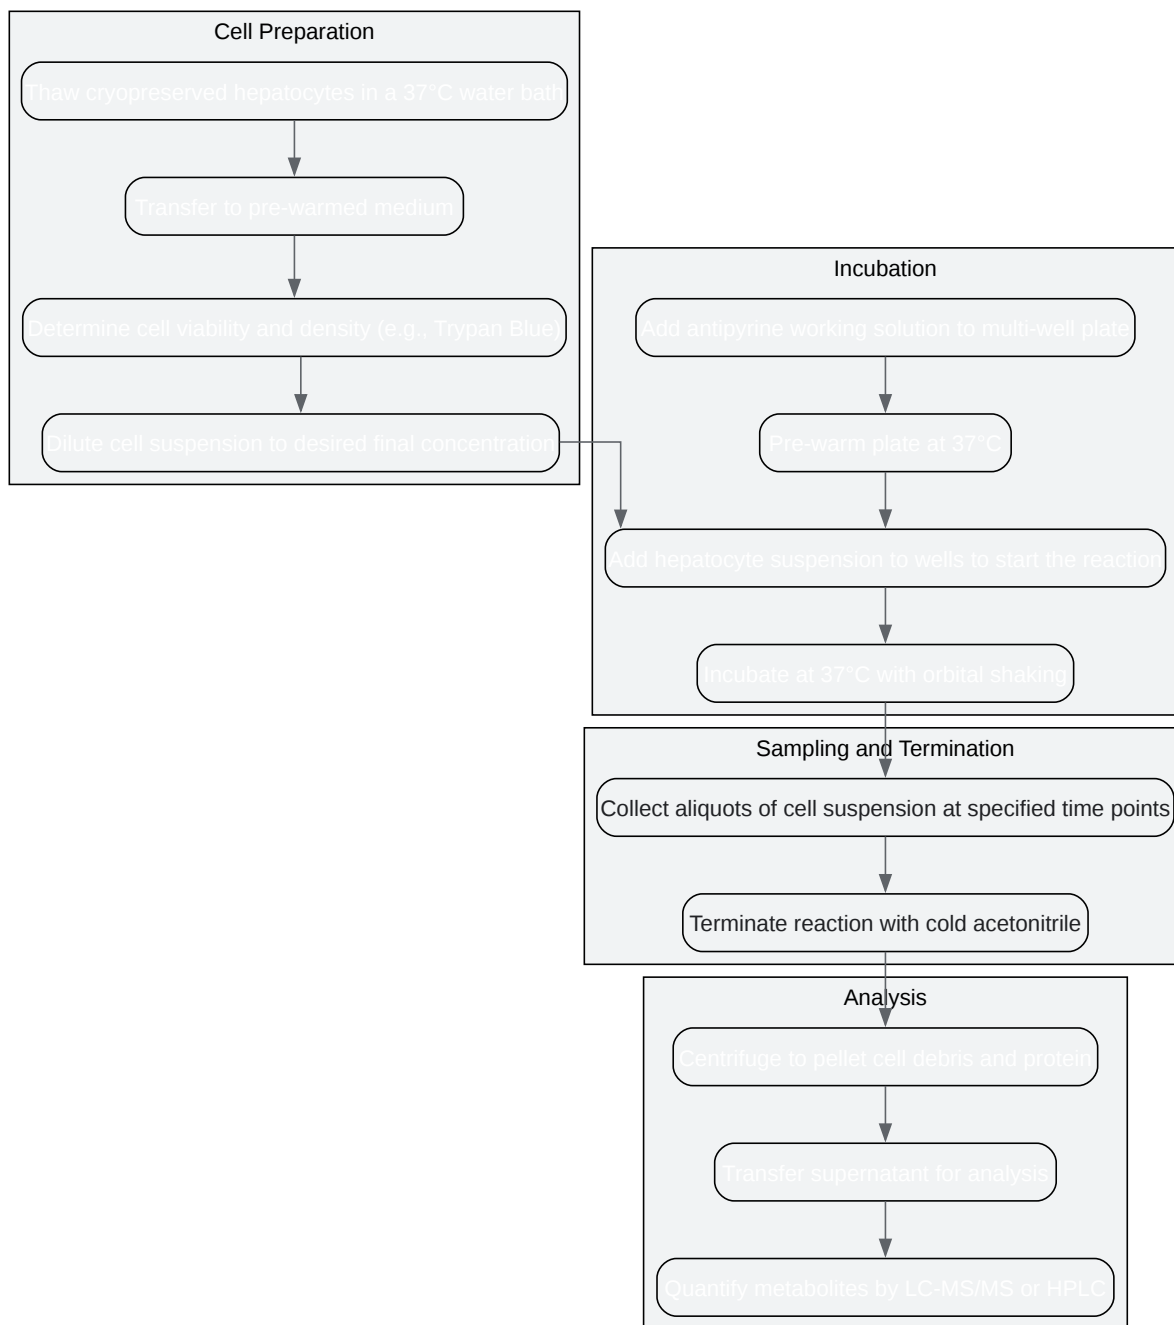 Cell Preparation
Thaw cryopreserved hepatocytes in a 37°C water bath
Transfer to pre-warmed medium
Determine cell viability and density (e.g., Trypan Blue)
Dilute cell suspension to desired final concentration
Incubation
Add antipyrine working solution to multi-well plate
Pre-warm plate at 37°C
Add hepatocyte suspension to wells to start the reaction
Incubate at 37°C with orbital shaking
Sampling and Termination
Collect aliquots of cell suspension at specified time points
Terminate reaction with cold acetonitrile
Analysis
Centrifuge to pellet cell debris and protein
Transfer supernatant for analysis
Quantify metabolites by LC-MS/MS or HPLC